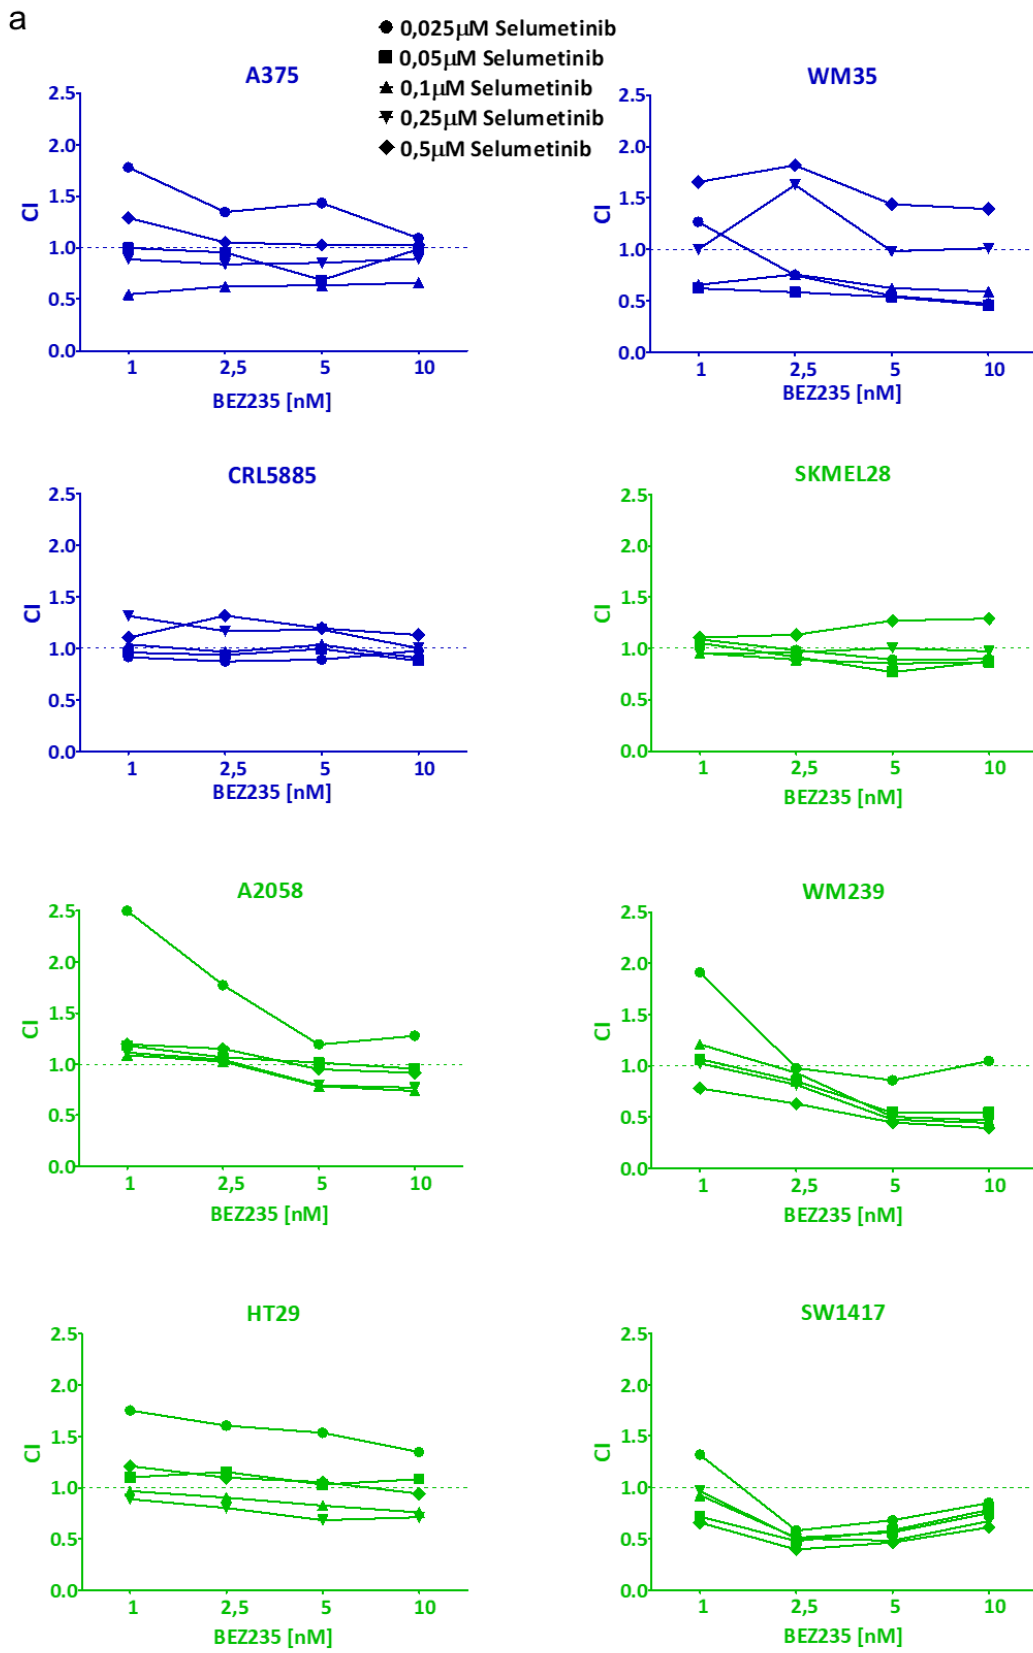 a
0,025μM Selumetinib
0,05μM Selumetinib
0,1μM Selumetinib
0,25μM Selumetinib
0,5μM Selumetinib
A375
2.5
2.0
1.5
1.0
0.5
0.0
CI
1 2,5 5 10
BEZ235 [nM]
WM35
2.5
2.0
1.5
1.0
0.5
0.0
CI
1 2,5 5 10
BEZ235 [nM]
CRL5885
2.5
2.0
1.5
1.0
0.5
0.0
CI
1 2,5 5 10
BEZ235 [nM]
SKMEL28
2.5
2.0
1.5
1.0
0.5
0.0
CI
1 2,5 5 10
BEZ235 [nM]
A2058
2.5
2.0
1.5
1.0
0.5
0.0
CI
1 2,5 5 10
BEZ235 [nM]
WM239
2.5
2.0
1.5
1.0
0.5
0.0
CI
1 2,5 5 10
BEZ235 [nM]
HT29
2.5
2.0
1.5
1.0
0.5
0.0
CI
1 2,5 5 10
BEZ235 [nM]
SW1417
2.5
2.0
1.5
1.0
0.5
0.0
CI
1 2,5 5 10
BEZ235 [nM]